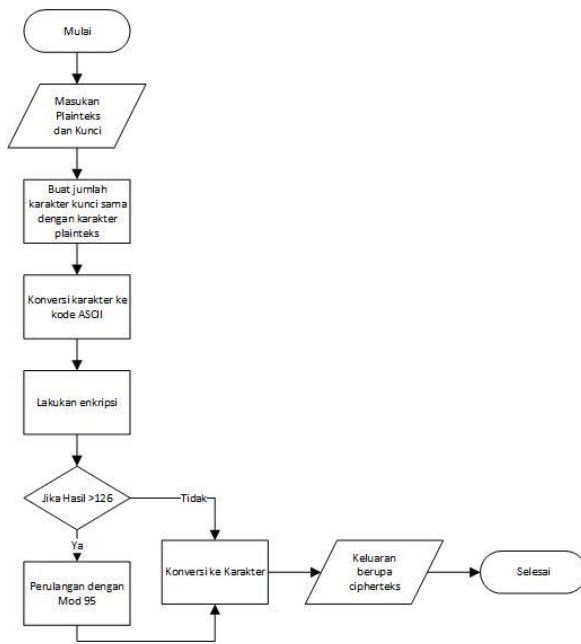 Mulai
Masukan
Plainteks
dan Kunci
Buat jumlah
karakter kunci sama
dengan karakter
plainteks
Konversi karakter ke
kode ASCII
Lakukan enkripsi
Jika Hasil >126
Tidak
Ya
Perulangan dengan
Mod 95
Konversi ke Karakter
Keluaran
berupa
cipherteks
Selesai